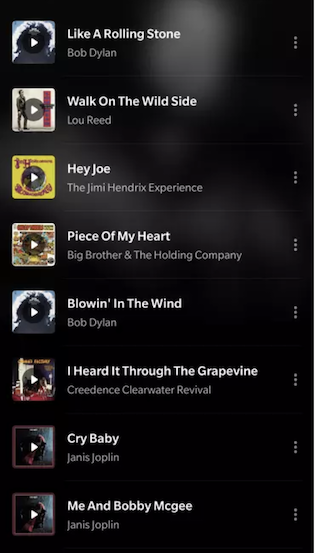 Like A Rolling Stone
Bob Dylan
Walk On The Wild Side
Lou Reed
Hey Joe
The Jimi Hendrix Experience
Piece Of My Heart
Big Brother & The Holding Company
Blowin' In The Wind
Bob Dylan
I Heard It Through The Grapevine
Creedence Clearwater Revival
Cry Baby
Janis Joplin
Me And Bobby Mcgee
Janis Joplin